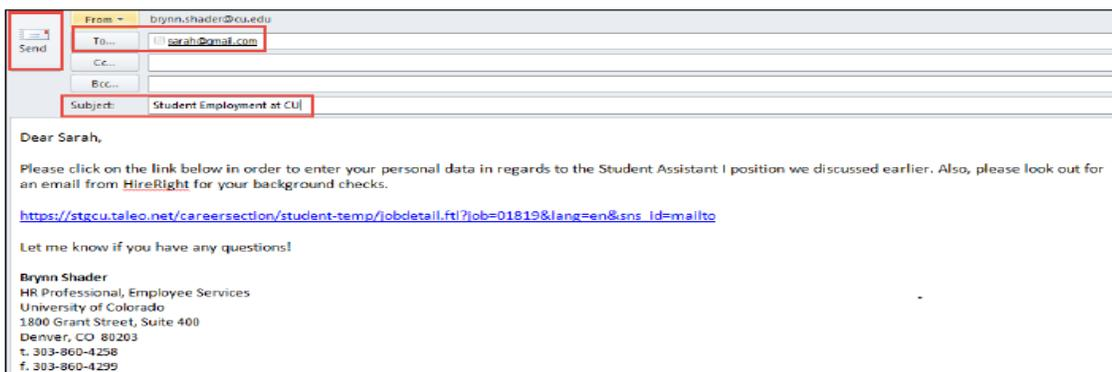 From
brynn.shader@cu.edu
Send
To...
sarah@gmail.com
Cc...
Bcc...
Subject:
Student Employment at CU
Dear Sarah,
Please click on the link below in order to enter your personal data in regards to the Student Assistant I position we discussed earlier. Also, please look out for
an email from HireRight for your background checks.
https://stgcu.taleo.net/careersection/student-temp/jobdetail.ftl?job=01819&lang=en&sns_id=mailto
Let me know if you have any questions!
Brynn Shader
HR Professional, Employee Services
University of Colorado
1800 Grant Street, Suite 400
Denver, CO 80203
t. 303-860-4258
f. 303-860-4299